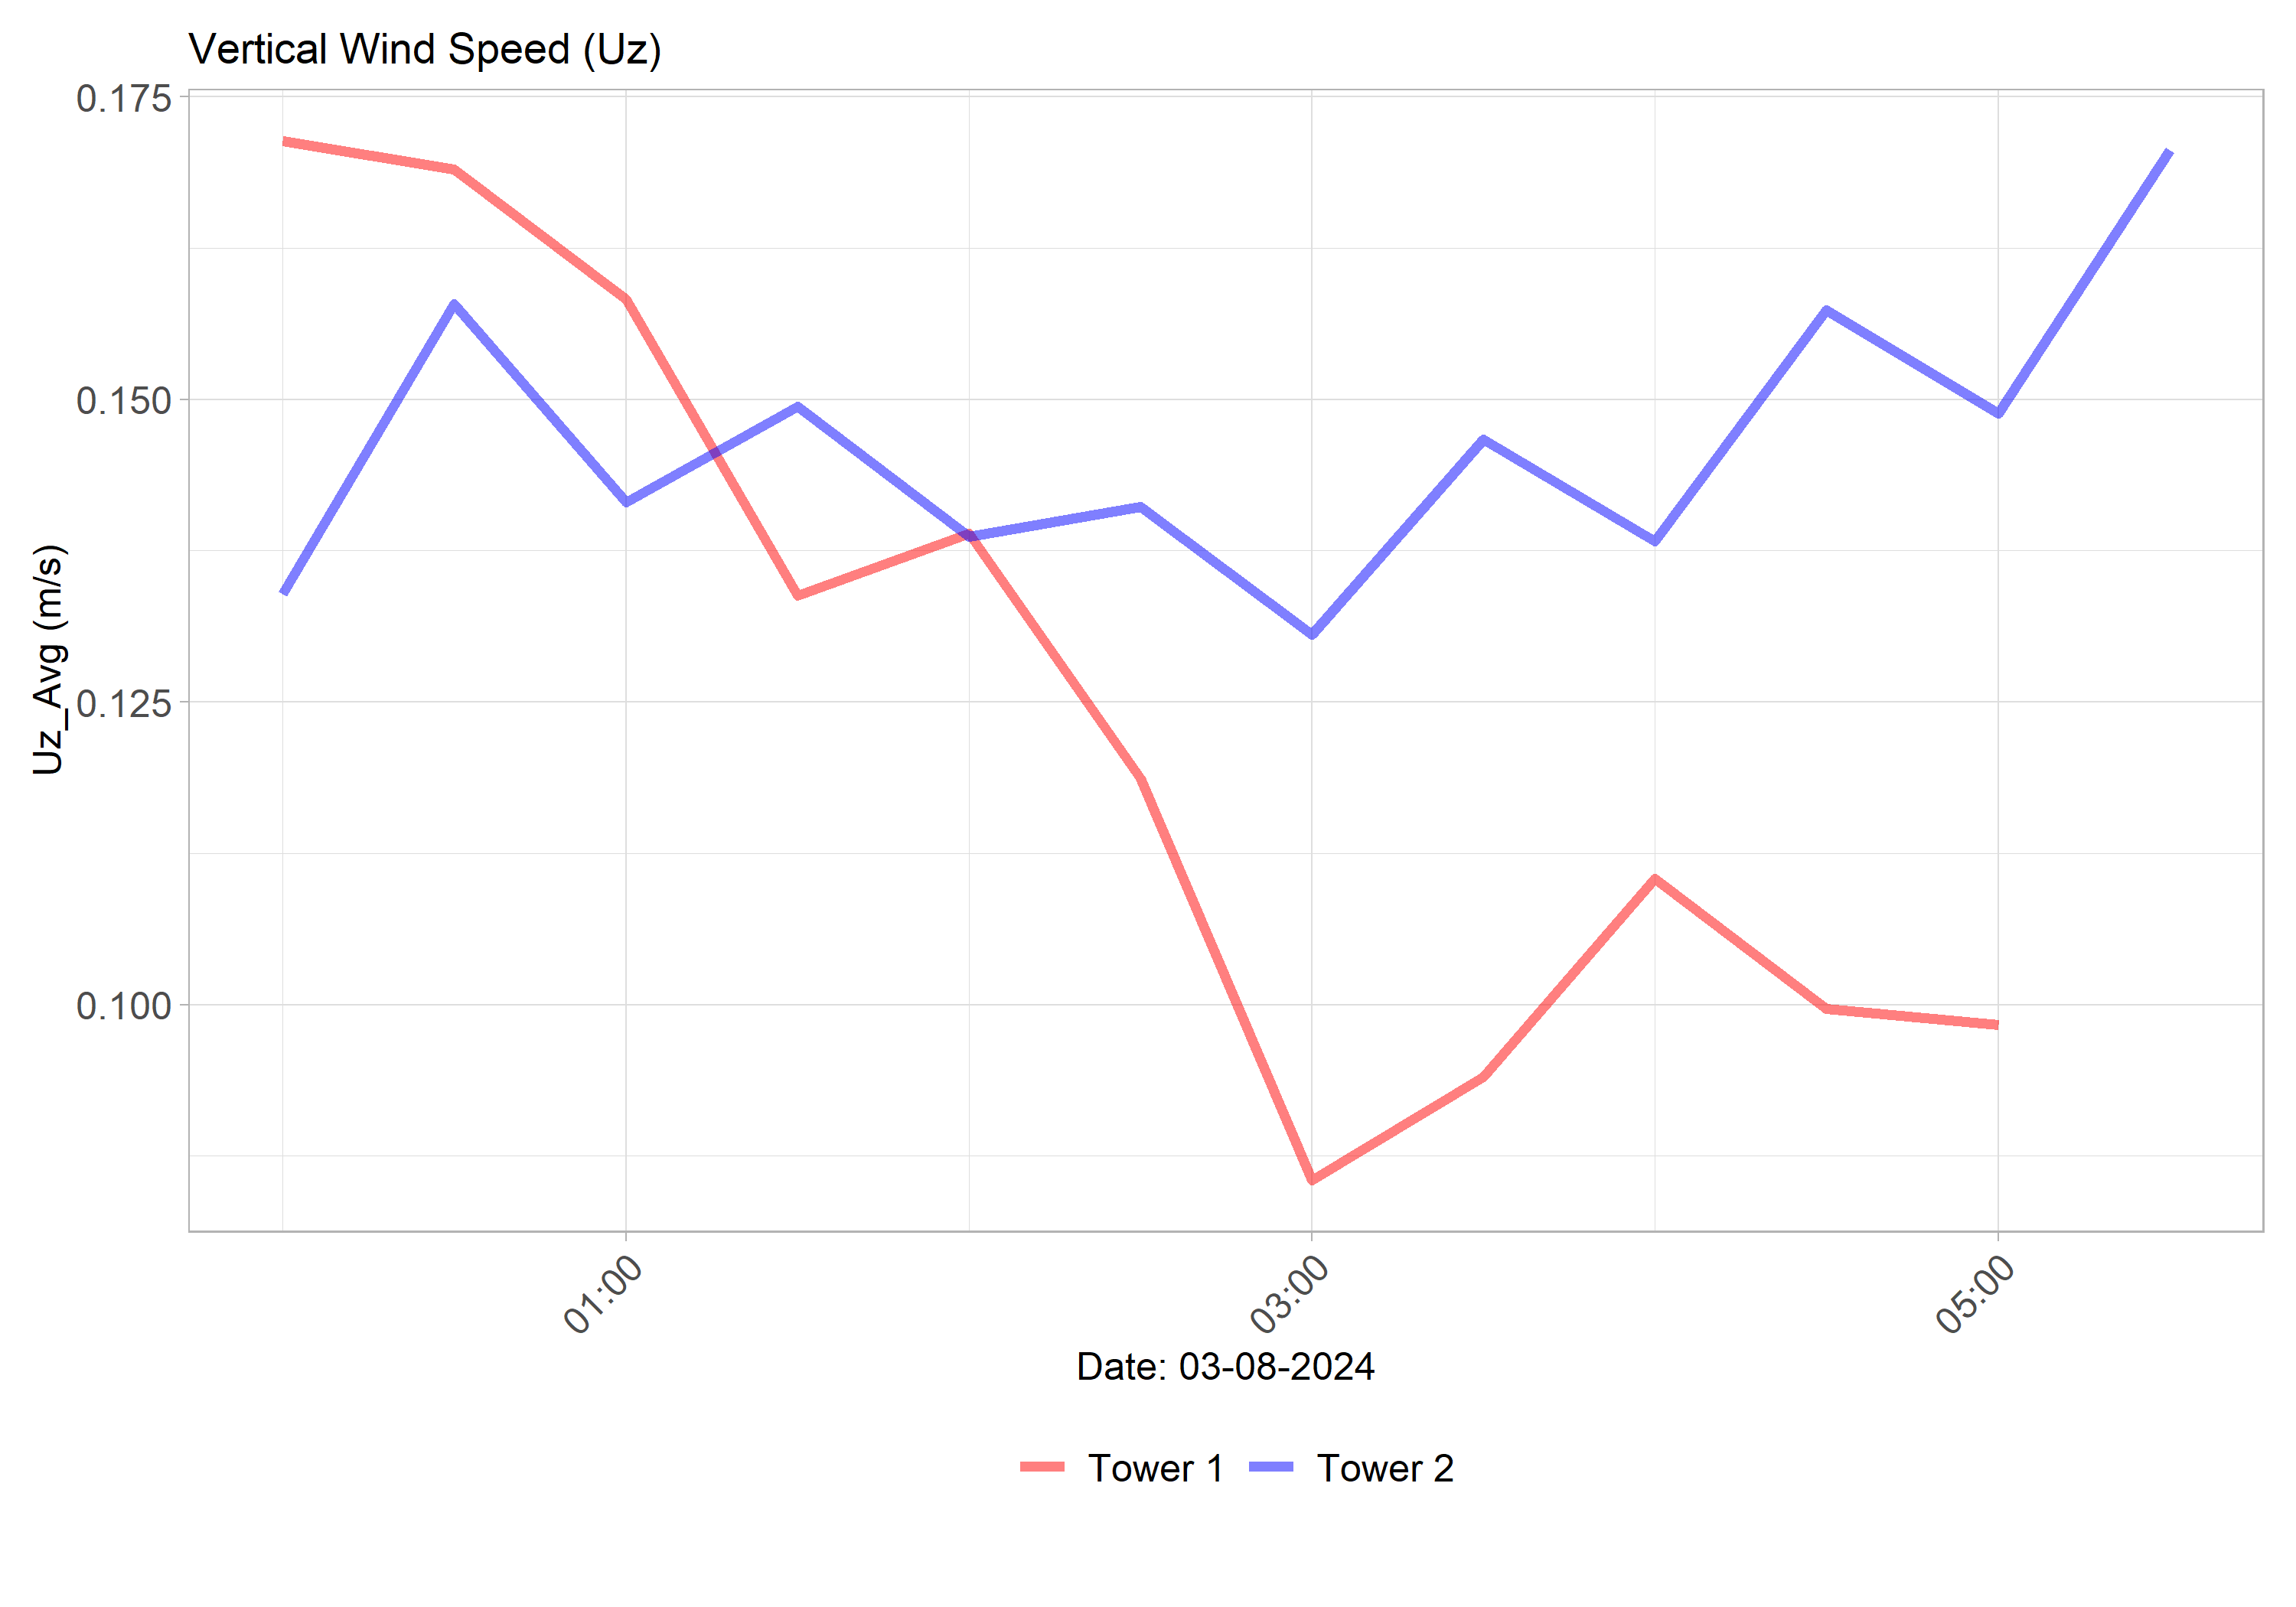 Vertical Wind Speed (Uz)
0.175
0.150
0.125
0.100
Uz_Avg (m/s)
01:00
03:00
05:00
Date: 03-08-2024
Tower 1
Tower 2